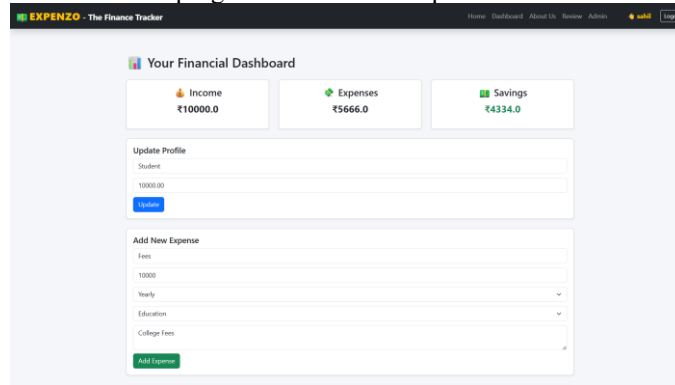 EXPENZO - The Finance Tracker
Home Dashboard About Us Review Admin sahil
Your Financial Dashboard
Income Expenses Savings
₹10000.0 ₹5666.0 ₹4334.0
Update Profile
Student
10000.00
Update
Add New Expense
Fees
10000
Yearly
Education
College Fees
Add Expense